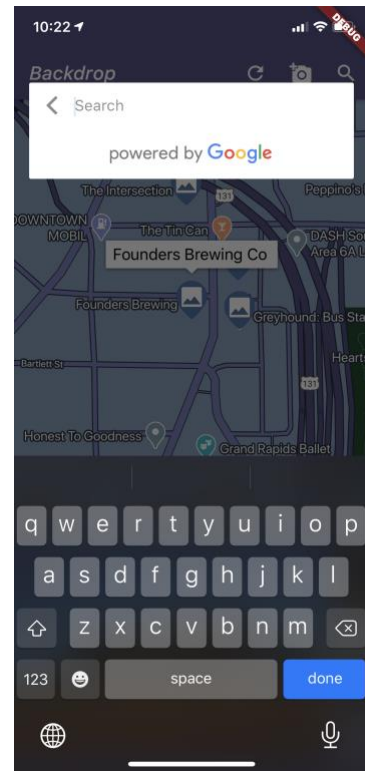 10:22
DEBUG
Backdrop
Search
powered by Google
The Intersection
131
Peppino's
DOWNTOWN
MOBIL
The Tin Can
DASH So
Area 6A L
Founders Brewing Co
Founders Brewing
Greyhound: Bus Sta
Bartlett St
Hearts
131
Honest To Goodness
Grand Rapids Ballet
q w e r t y u i o p
a s d f g h j k l
z x c v b n m
123 space done